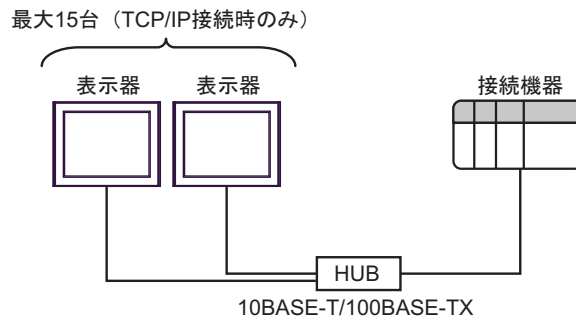 最大15台（TCP/IP接続時のみ）
表示器
表示器
接続機器
HUB
10BASE-T/100BASE-TX